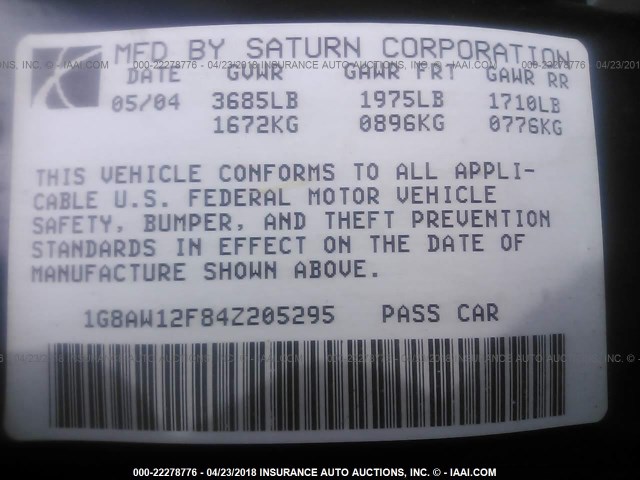 MFD BY SATURN CORPORATION
DATE GVWR GAWR FRT GAWR RR
05/04 3685LB 1975LB 1710LB
1672KG 0896KG 0776KG
THIS VEHICLE CONFORMS TO ALL APPLI-
CABLE U.S. FEDERAL MOTOR VEHICLE
SAFETY, BUMPER, AND THEFT PREVENTION
STANDARDS IN EFFECT ON THE DATE OF
MANUFACTURE SHOWN ABOVE.
1G8AW12F84Z205295 PASS CAR
000-22278776 - 04/23/2018 INSURANCE AUTO AUCTIONS, INC. - © IAAI.COM